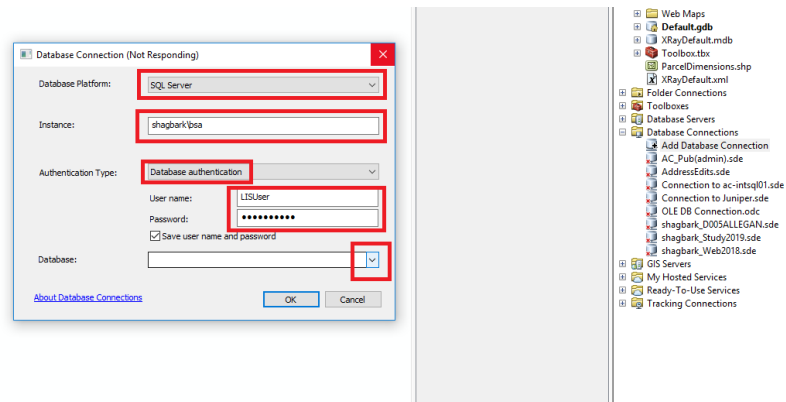 Database Connection (Not Responding)
Database Platform:
SQL Server
Instance:
shagbark\bsa
Authentication Type:
Database authentication
User name:
LISUser
Password:
●●●●●●●●●●
Save user name and password
Database:
About Database Connections
OK
Cancel
Web Maps
Default.gdb
XRayDefault.mdb
Toolbox.tbx
ParcelDimensions.shp
XRayDefault.xml
Folder Connections
Toolboxes
Database Servers
Database Connections
Add Database Connection
AC_Pub(admin).sde
AddressEdits.sde
Connection to ac-intsql01.sde
Connection to Juniper.sde
OLE DB Connection.odc
shagbark_D005ALLEGAN.sde
shagbark_Study2019.sde
shagbark_Web2018.sde
GIS Servers
My Hosted Services
Ready-To-Use Services
Tracking Connections